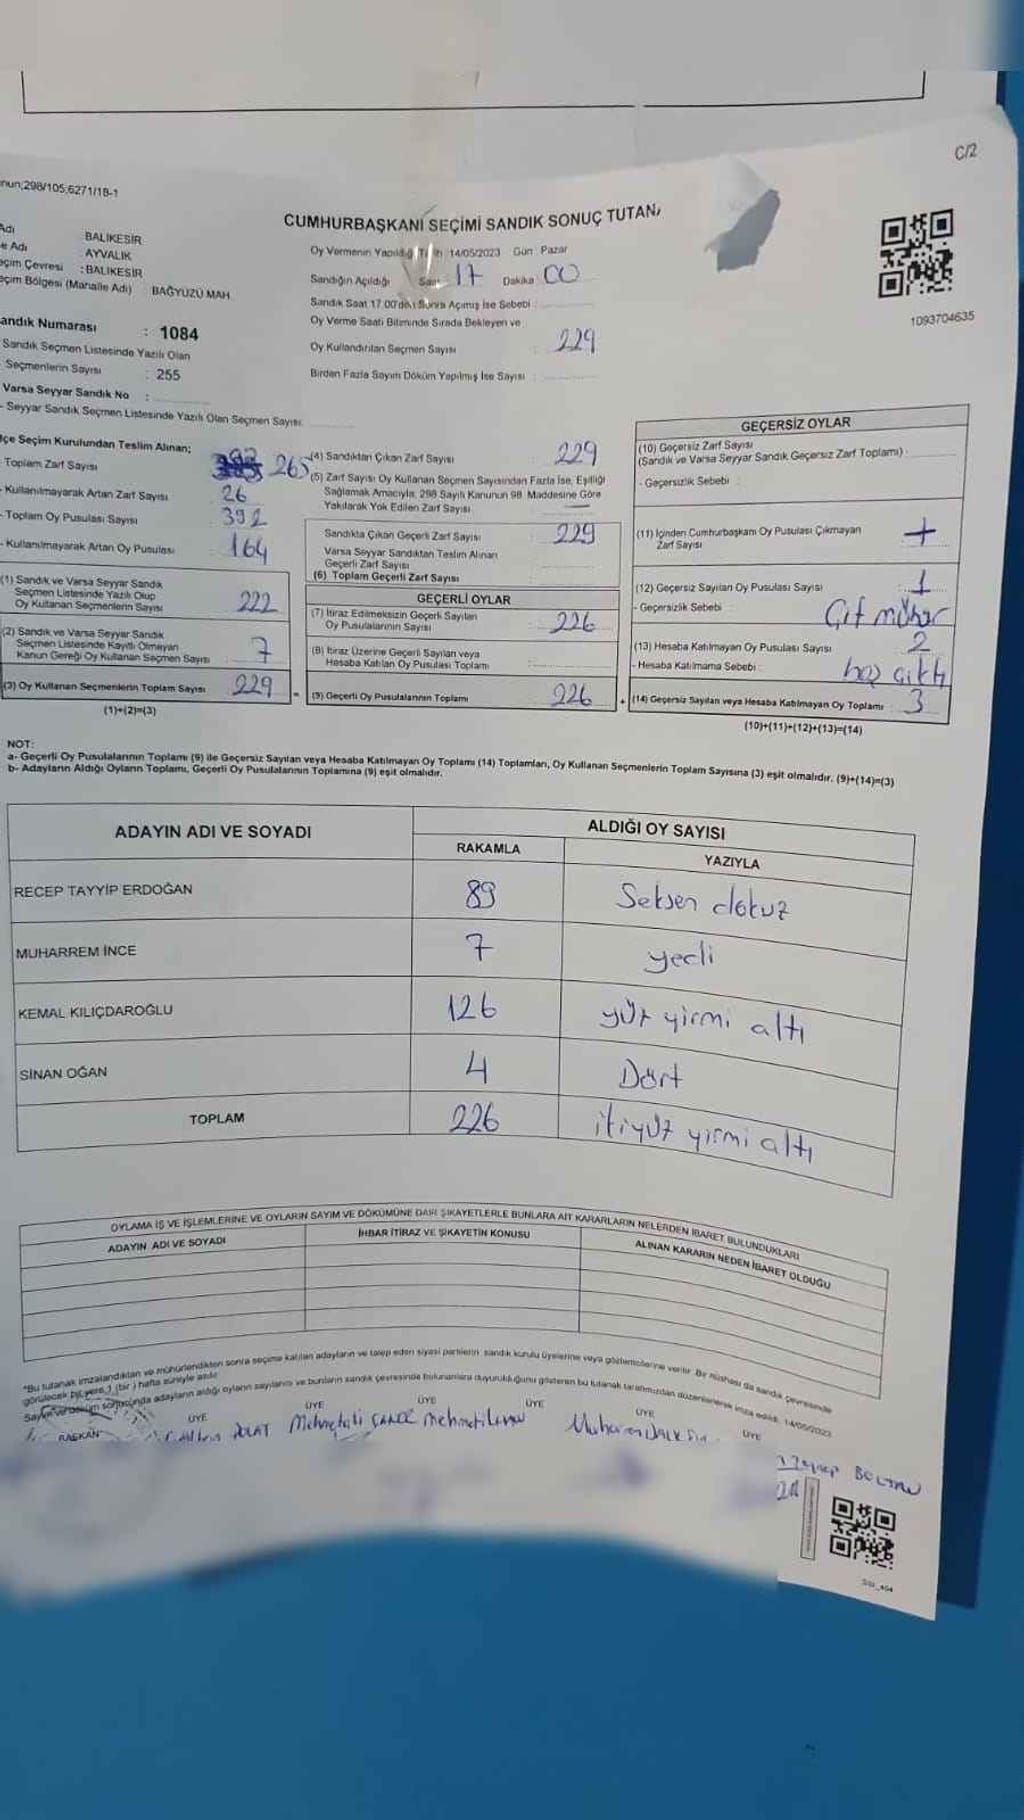 C/2
nun;298/105;6271/18-1
CUMHURBAŞKANI SEÇİMİ SANDIK SONUÇ TUTAN
Adı BALIKESİR
e Adı AYVALIK
eçim Çevresi : BALIKESİR
eçim Bölgesi (Mahalle Adı) BAĞYÜZÜ MAH
andık Numarası : 1084
Sandık Seçmen Listesinde Yazılı Olan
Seçmenlerin Sayısı : 255
Varsa Seyyar Sandık No :
- Seyyar Sandık Seçmen Listesinde Yazılı Olan Seçmen Sayısı:
Oy Vermenin Yapıldığı Tarih 14/05/2023 Gün : Pazar
Sandığın Açıldığı Saat 17 Dakika 00
Sandık Saat 17.00'den Sonra Açılmış İse Sebebi :
Oy Verme Saati Bitiminde Sırada Bekleyen ve
Oy Kullandırılan Seçmen Sayısı : 229
Birden Fazla Sayım Döküm Yapılmış İse Sayısı :
1093704635
lçe Seçim Kurulundan Teslim Alınan;
- Toplam Zarf Sayısı 265
- Kullanılmayarak Artan Zarf Sayısı : 26
- Toplam Oy Pusulası Sayısı : 392
- Kullanılmayarak Artan Oy Pusulası : 164
(1) Sandık ve Varsa Seyyar Sandık
Seçmen Listesinde Yazılı Olup
Oy Kullanan Seçmenlerin Sayısı 222
(2) Sandık ve Varsa Seyyar Sandık
Seçmen Listesinde Kayıtlı Olmayan
Kanun Gereği Oy Kullanan Seçmen Sayısı 7
(3) Oy Kullanan Seçmenlerin Toplam Sayısı 229
(1)+(2)=(3)
(4) Sandıktan Çıkan Zarf Sayısı : 229
(5) Zarf Sayısı Oy Kullanan Seçmen Sayısından Fazla İse, Eşitliği
Sağlamak Amacıyla, 298 Sayılı Kanunun 98. Maddesine Göre
Yakılarak Yok Edilen Zarf Sayısı
Sandıkta Çıkan Geçerli Zarf Sayısı : 229
Varsa Seyyar Sandıktan Teslim Alınan
Geçerli Zarf Sayısı
(6) Toplam Geçerli Zarf Sayısı
GEÇERLİ OYLAR
(7) İtiraz Edilmeksizin Geçerli Sayılan
Oy Pusulalarının Sayısı : 226
(8) İtiraz Üzerine Geçerli Sayılan veya
Hesaba Katılan Oy Pusulası Toplamı
(9) Geçerli Oy Pusulalarının Toplamı 226
GEÇERSİZ OYLAR
(10) Geçersiz Zarf Sayısı
(Sandık ve Varsa Seyyar Sandık Geçersiz Zarf Toplamı) :
- Geçersizlik Sebebi :
(11) İçinden Cumhurbaşkanı Oy Pusulası Çıkmayan
Zarf Sayısı
(12) Geçersiz Sayılan Oy Pusulası Sayısı : 1
- Geçersizlik Sebebi : Çift mühür
(13) Hesaba Katılmayan Oy Pusulası Sayısı : 2
- Hesaba Katılmama Sebebi : boş çıktı
(14) Geçersiz Sayılan veya Hesaba Katılmayan Oy Toplamı : 3
(10)+(11)+(12)+(13)=(14)
NOT:
a- Geçerli Oy Pusulalarının Toplamı (9) ile Geçersiz Sayılan veya Hesaba Katılmayan Oy Toplamı (14) Toplamları, Oy Kullanan Seçmenlerin Toplam Sayısına (3) eşit olmalıdır. (9)+(14)=(3)
b- Adayların Aldığı Oyların Toplamı, Geçerli Oy Pusulalarının Toplamına (9) eşit olmalıdır.
ADAYIN ADI VE SOYADI ALDIĞI OY SAYISI
RAKAMLA YAZIYLA
RECEP TAYYİP ERDOĞAN 89 Seksen dokuz
MUHARREM İNCE 7 yedi
KEMAL KILIÇDAROĞLU 126 yüz yirmi altı
SİNAN OĞAN 4 Dört
TOPLAM 226 ikiyüz yirmi altı
OYLAMA İŞ VE İŞLEMLERİNE VE OYLARIN SAYIM VE DÖKÜMÜNE DAİR ŞİKAYETLERLE BUNLARA AİT KARARLARIN NELERDEN İBARET BULUNDUKLARI
ADAYIN ADI VE SOYADI İHBAR İTİRAZ VE ŞİKAYETİN KONUSU ALINAN KARARIN NEDEN İBARET OLDUĞU
"Bu tutanak imzalandıktan ve mühürlendikten sonra seçime katılan adayların ve talep eden siyasi partilerin sandık kurulu üyelerine veya gözlemcilerine verilir. Bir nüshası da sandık çevresinde
görülecek bir yere 1 (bir) hafta süreyle asılır.
Sayım ve döküm sonucunda adayların aldığı oyların sayılarını ve bunların sandık çevresinde bulunanlara duyurulduğunu gösteren bu tutanak tarafımızdan düzenlenerek imza edildi. 14/05/2023
BAŞKAN ÜYE ÜYE ÜYE ÜYE ÜYE ÜYE
POLAT Mehmetali Mehmet Muharrem